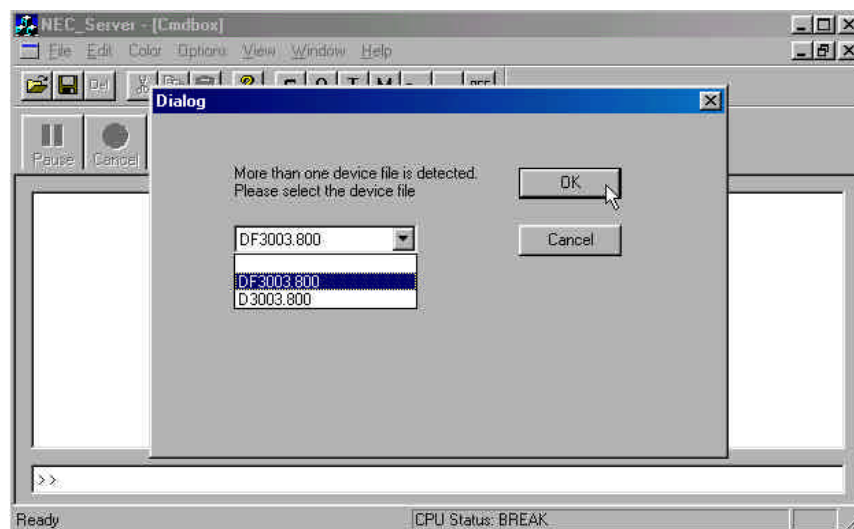 NEC_Server - [Cmdbox]
File Edit Color Options View Window Help
Del
Dialog
Pause Cancel
More than one device file is detected.
Please select the device file
OK
DF3003.800
Cancel
DF3003.800
D3003.800
>>
Ready CPU Status: BREAK